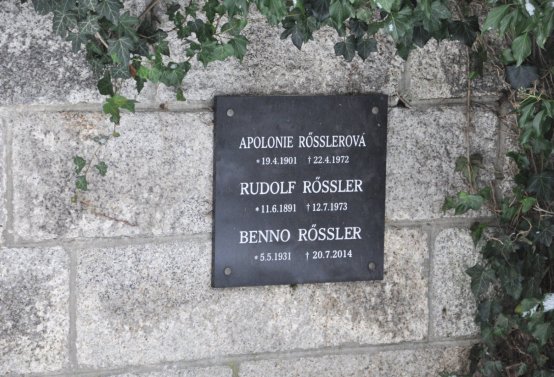 APOLONIE RŐSSLEROVÁ
*19.4.1901 †22.4.1972
RUDOLF RŐSSLER
*11.6.1891 †12.7.1973
BENNO RŐSSLER
*5.5.1931 †20.7.2014